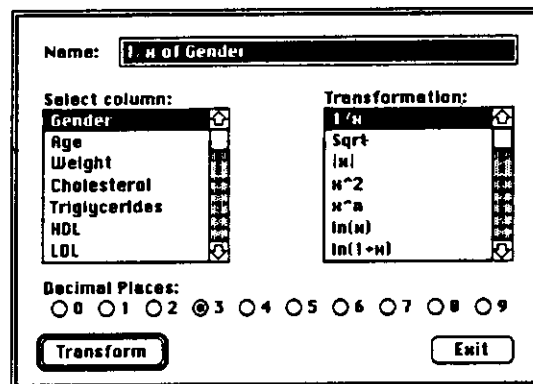 Name: 1/x of Gender
Select column:
Gender
Age
Weight
Cholesterol
Triglycerides
HDL
LDL
Transformation:
1/x
Sqrt
|x|
x^2
x^a
ln(x)
ln(1+x)
Decimal Places:
0 1 2 3 4 5 6 7 8 9
Transform Exit